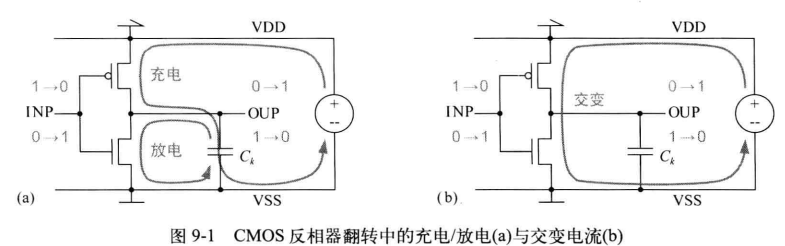 VDD
充电
1→0
0→1
INP
OUP
+
--
0→1
1→0
放电
C_k
(a)
VSS
VDD
1→0
0→1
交变
INP
OUP
+
--
0→1
1→0
C_k
(b)
VSS
图 9-1 CMOS 反相器翻转中的充电/放电(a)与交变电流(b)